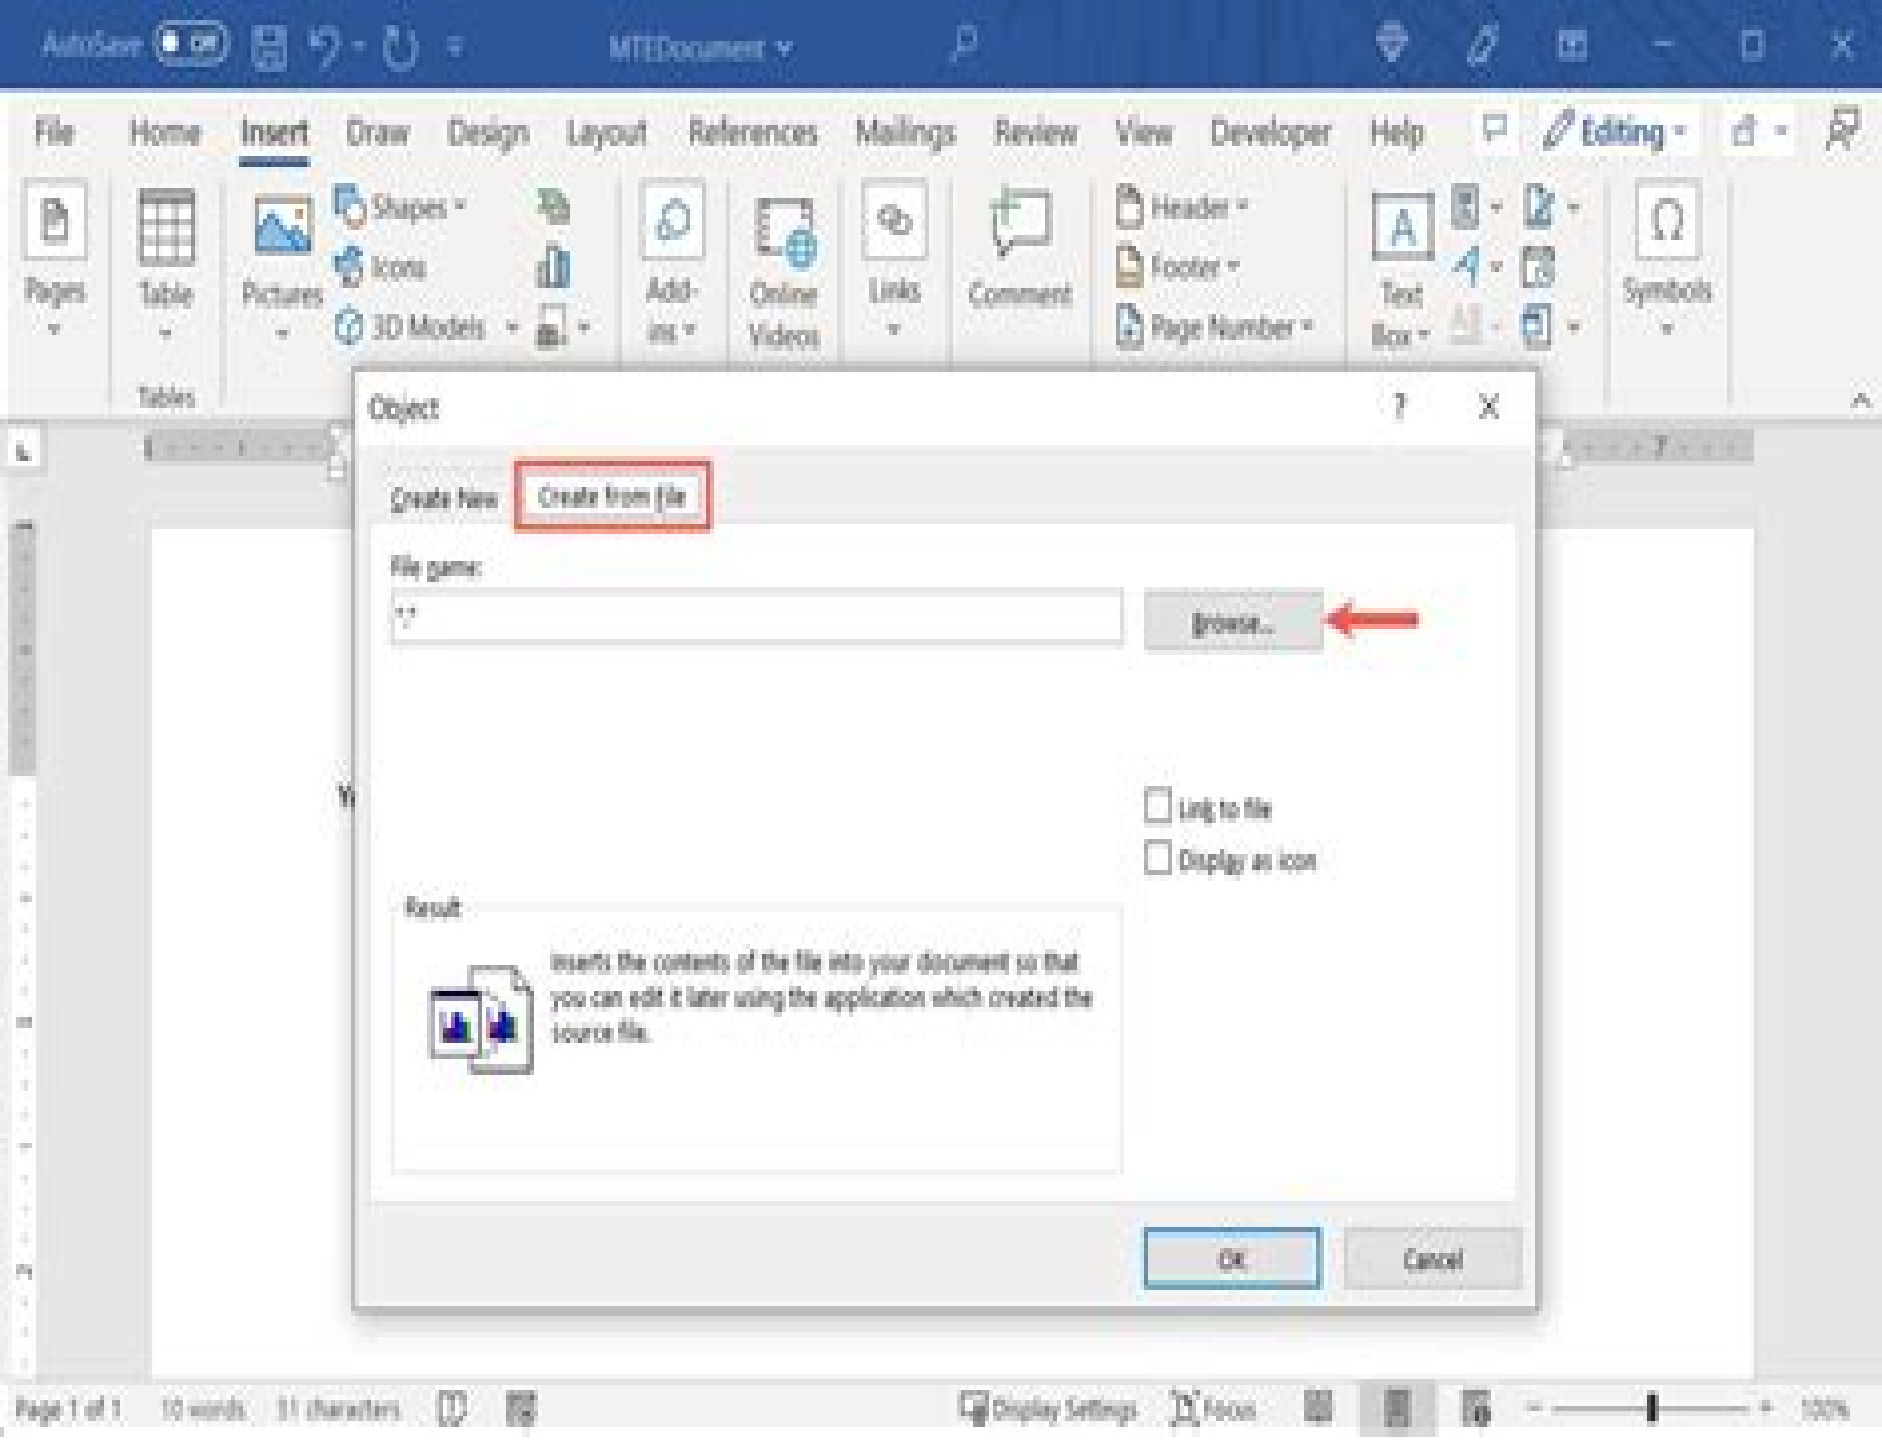 AutoSave Off MTEDocument
File Home Insert Draw Design Layout References Mailings Review View Developer Help Editing
Pages
Table
Tables
Pictures
Shapes
Icons
3D Models
Add-
ins
Online
Videos
Links
Comment
Header
Footer
Page Number
A
Text
Box
Ω
Symbols
Object ? X
Create New Create from file
File name:
*.*
Browse...
Link to file
Display as icon
Result
Inserts the contents of the file into your document so that
you can edit it later using the application which created the
source file.
OK Cancel
Page 1 of 1 10 words 51 characters Display Settings Focus 100%